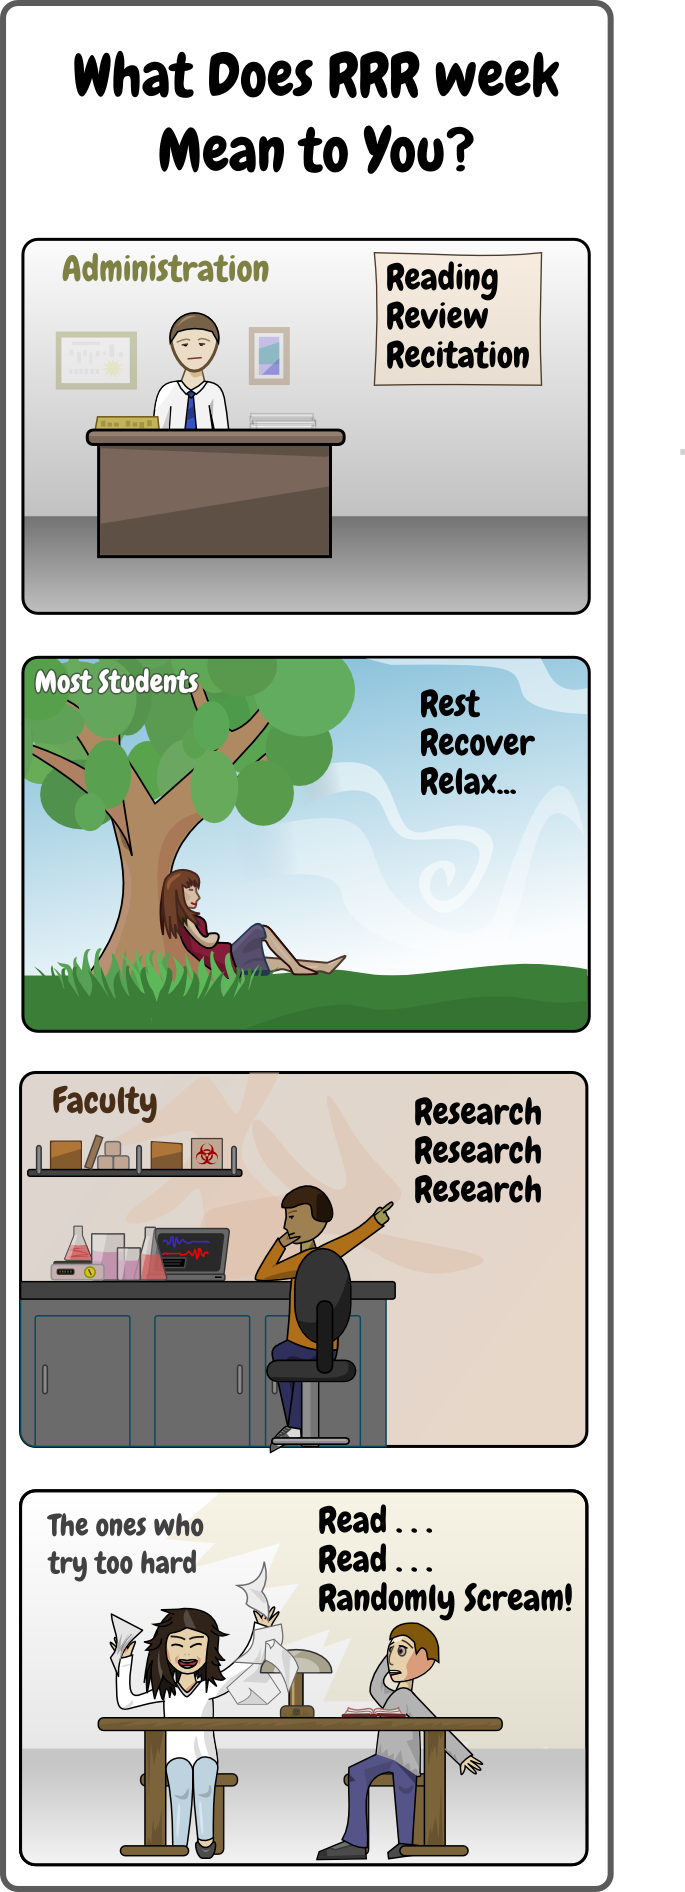 What Does RRR week
Mean to You?
Administration
Reading
Review
Recitation
Most Students
Rest
Recover
Relax...
Faculty
Research
Research
Research
The ones who
try too hard
Read . . .
Read . . .
Randomly Scream!